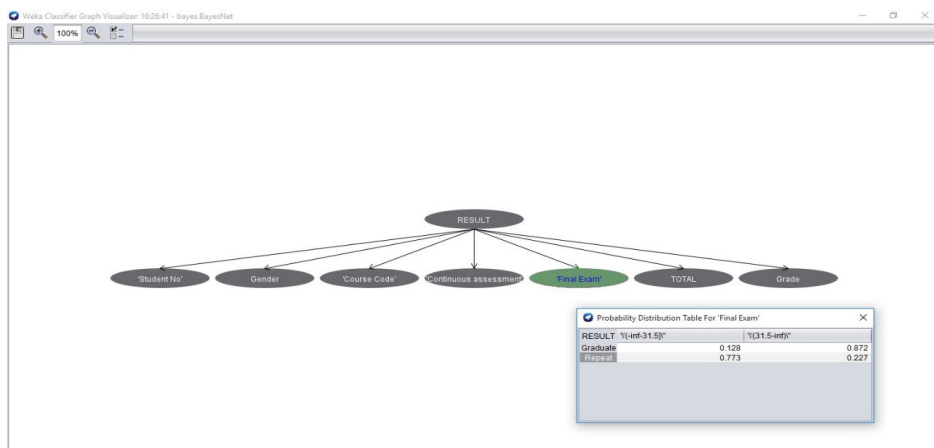 Weka Classifier Graph Visualizer: 16:26:41 - bayes.BayesNet
100%
RESULT
'Student No' Gender 'Course Code' 'Continuous assessment' 'Final Exam' TOTAL Grade
Probability Distribution Table For 'Final Exam'
RESULT '\'(-inf-31.5]\'' '\'(31.5-inf)\''
Graduate 0.128 0.872
Repeat 0.773 0.227